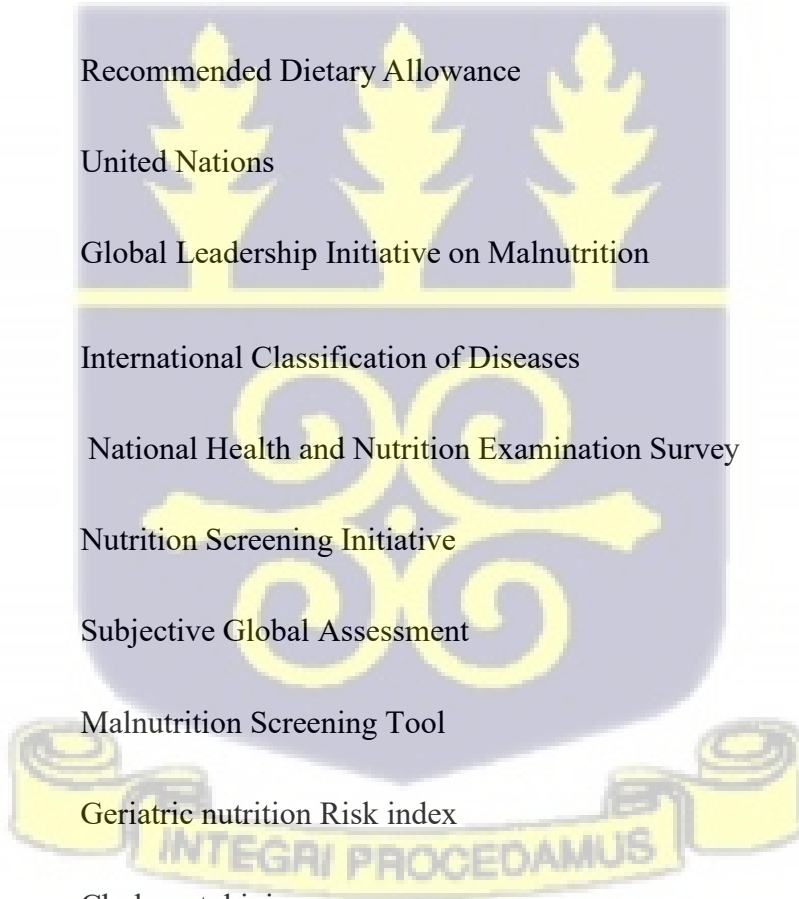 Recommended Dietary Allowance
United Nations
Global Leadership Initiative on Malnutrition
International Classification of Diseases
National Health and Nutrition Examination Survey
Nutrition Screening Initiative
Subjective Global Assessment
Malnutrition Screening Tool
Geriatric nutrition Risk index
INTEGRI PROCEDAMUS